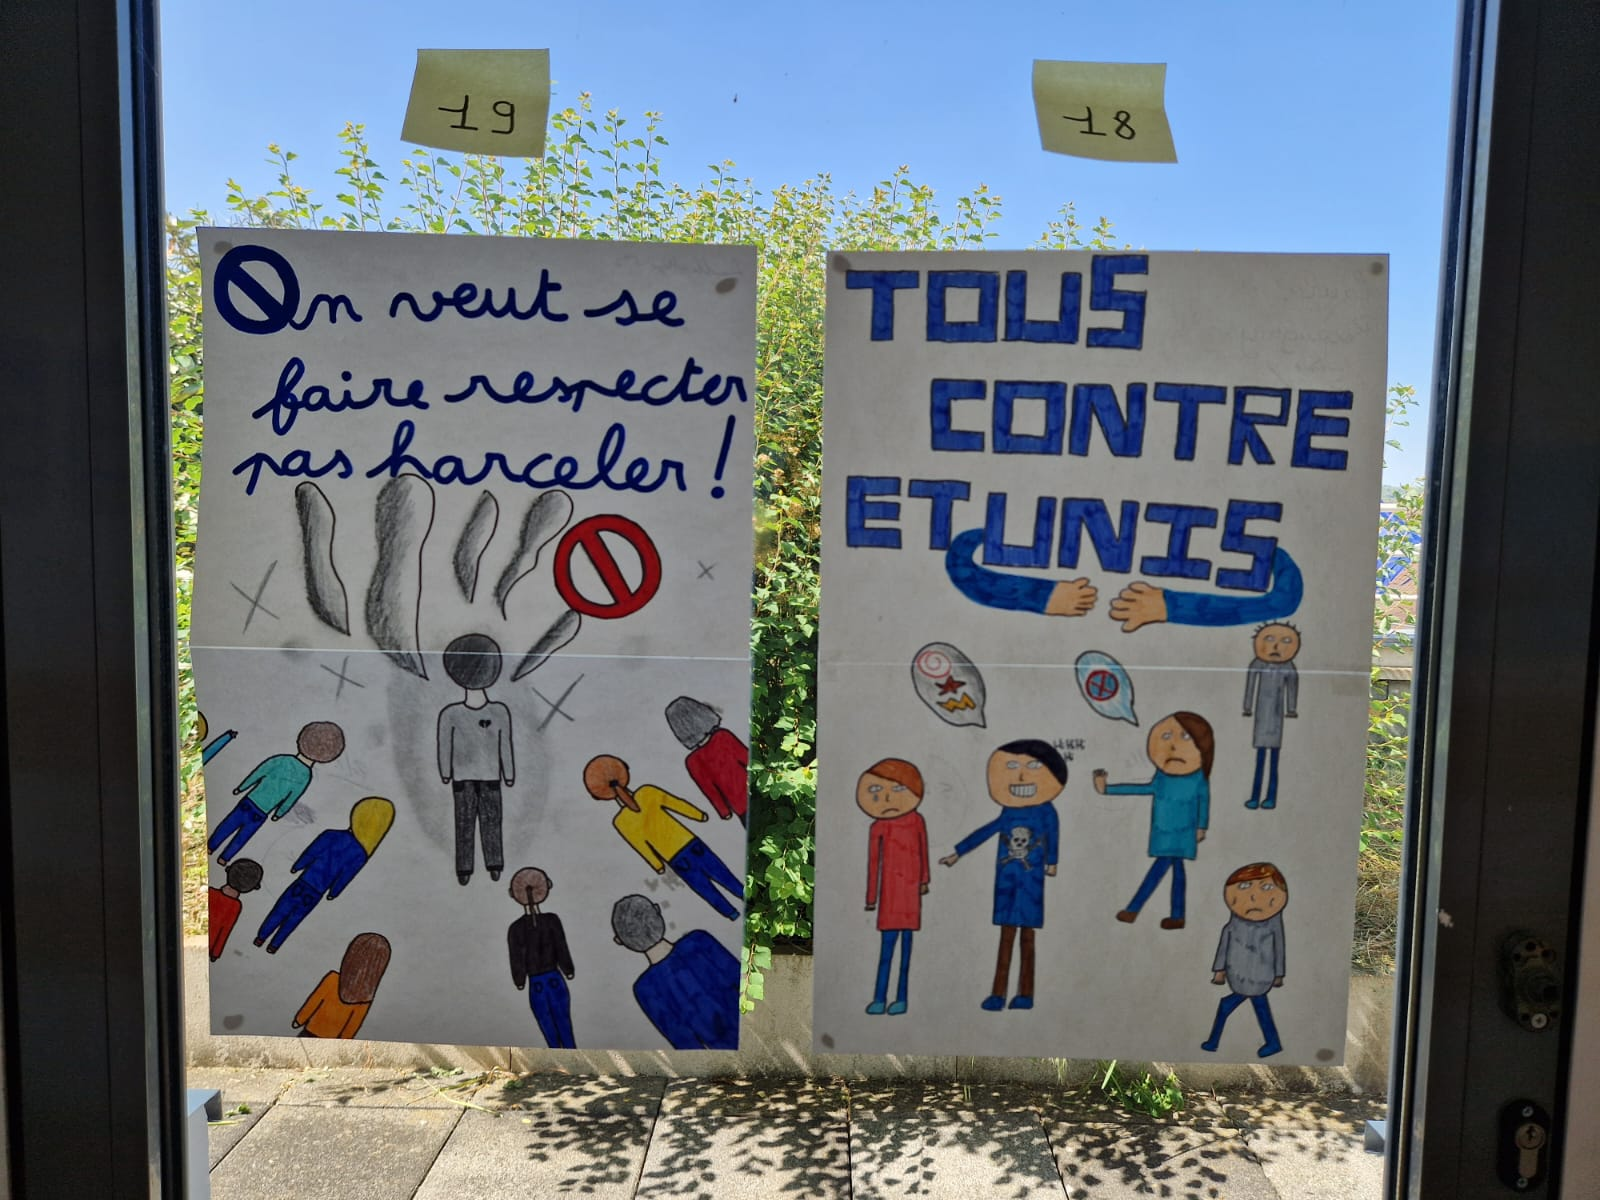 19
On veut se
faire respecter
pas harceler !
18
TOUS
CONTRE
ET UNIS